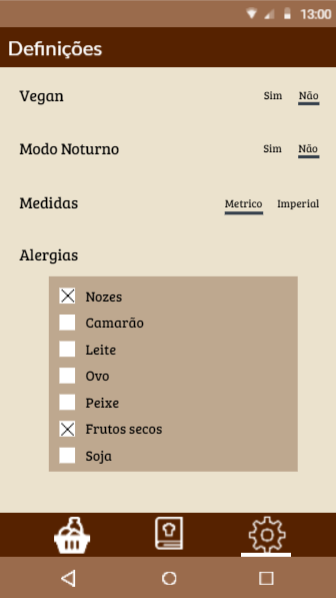 13:00
Definições
Vegan Sim Não
Modo Noturno Sim Não
Medidas Metrico Imperial
Alergias
Nozes
Camarão
Leite
Ovo
Peixe
Frutos secos
Soja